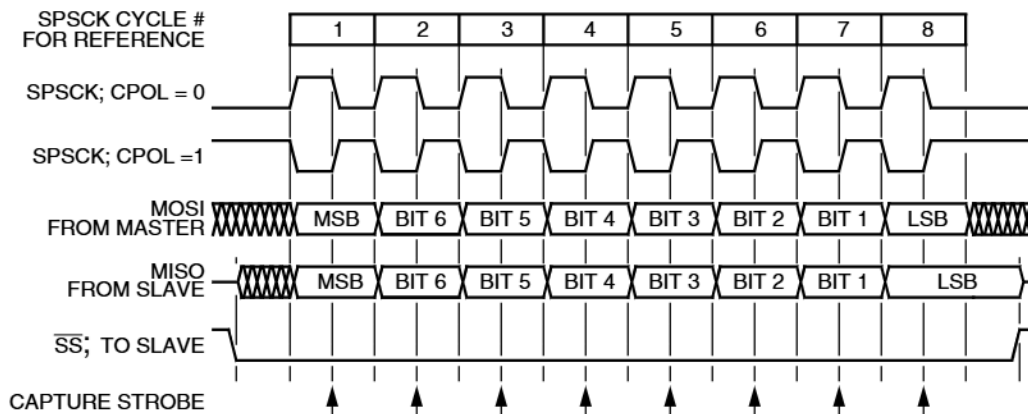 SPSCK CYCLE #
FOR REFERENCE
1 2 3 4 5 6 7 8
SPSCK; CPOL = 0
SPSCK; CPOL =1
MOSI
FROM MASTER
MSB BIT 6 BIT 5 BIT 4 BIT 3 BIT 2 BIT 1 LSB
MISO
FROM SLAVE
MSB BIT 6 BIT 5 BIT 4 BIT 3 BIT 2 BIT 1 LSB
SS; TO SLAVE
CAPTURE STROBE